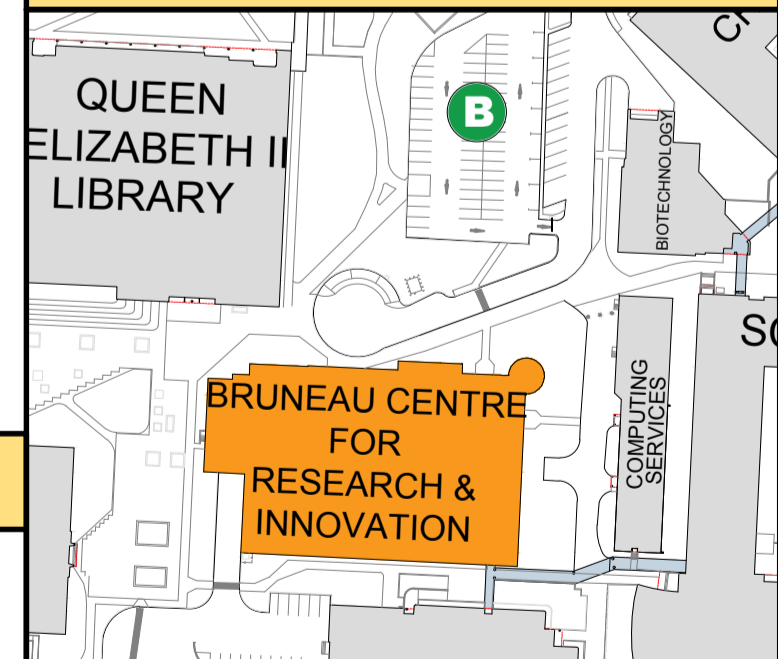 QUEEN
ELIZABETH II
LIBRARY
B
BIOTECHNOLOGY
BRUNEAU CENTRE
FOR
RESEARCH &
INNOVATION
COMPUTING
SERVICES